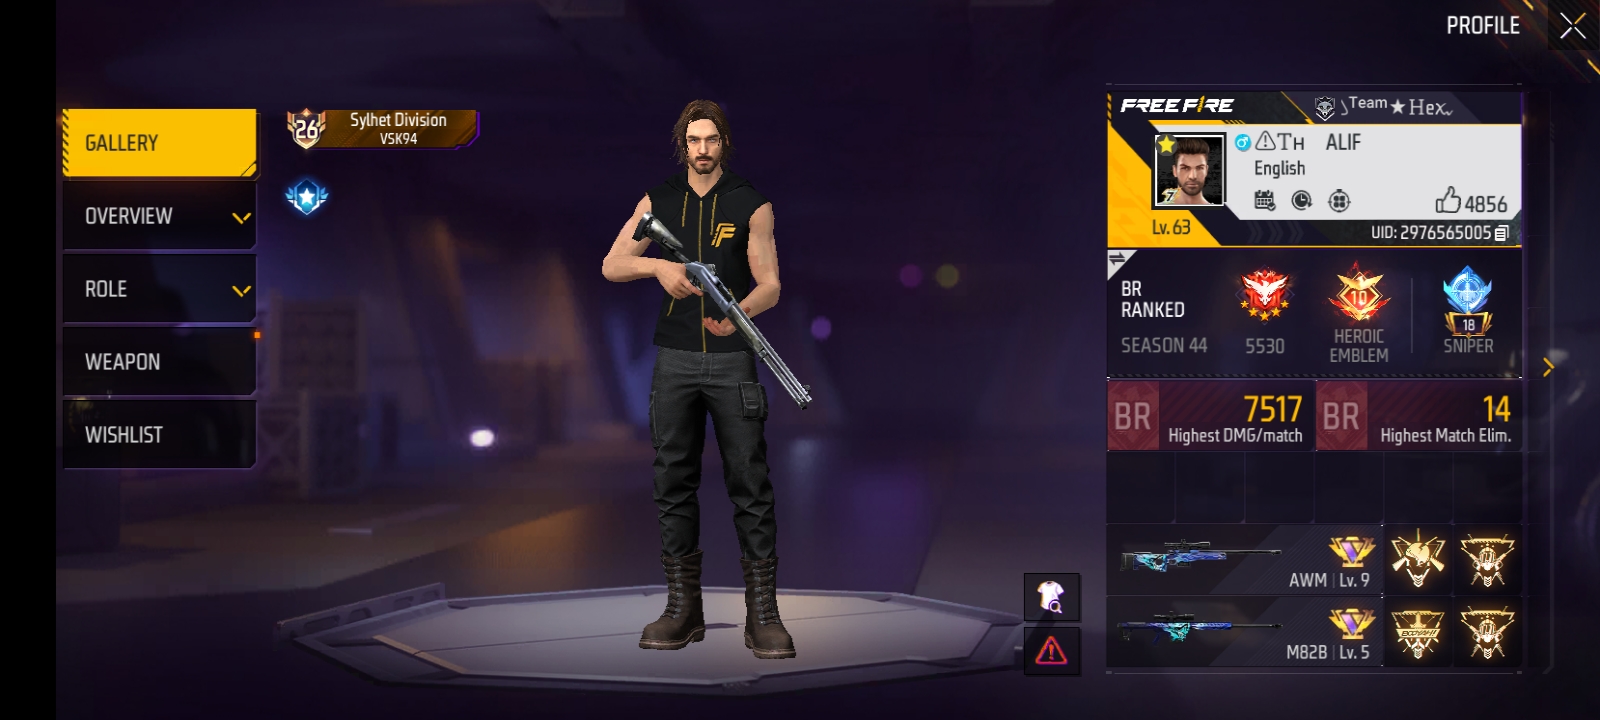 PROFILE
GALLERY
OVERVIEW
ROLE
WEAPON
WISHLIST
26
Sylhet Division
VSK94
FREE FIRE
Team ★ Hex
⚠Tʜ ALIF
English
4856
Lv. 63
UID: 2976565005
BR
RANKED
SEASON 44
5530
10
HEROIC
EMBLEM
18
SNIPER
BR
7517
Highest DMG/match
BR
14
Highest Match Elim.
AWM | Lv. 9
M82B | Lv. 5
BOOYAH!